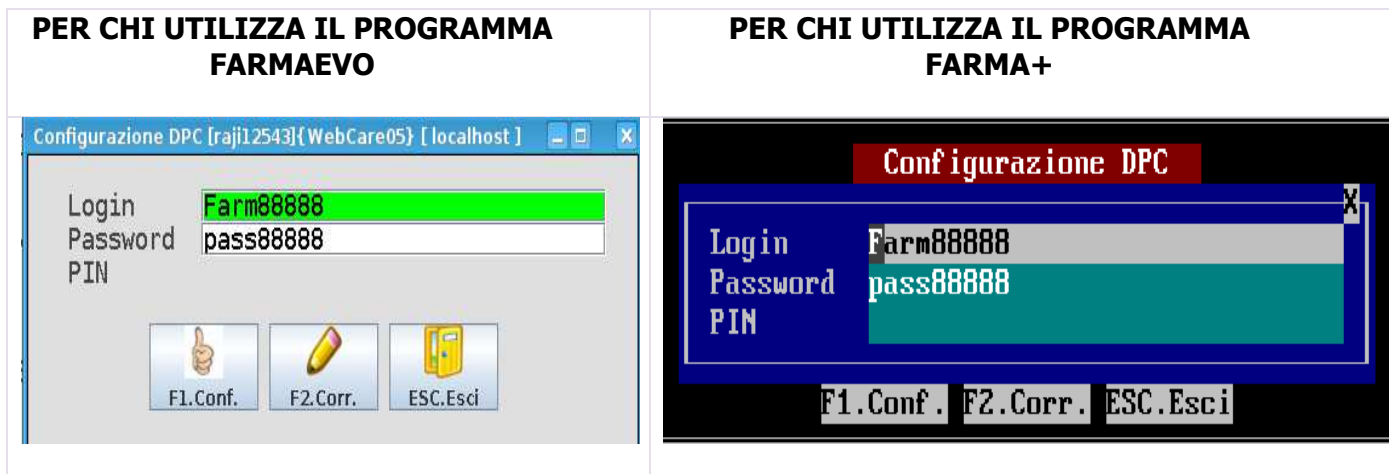 PER CHI UTILIZZA IL PROGRAMMA
FARMAEVO
PER CHI UTILIZZA IL PROGRAMMA
FARMA+
Configurazione DPC [raji12543]{WebCare05} [ localhost ]
Login Farm88888
Password pass88888
PIN
F1.Conf. F2.Corr. ESC.Esci
Configurazione DPC
X
Login Farm88888
Password pass88888
PIN
F1.Conf. F2.Corr. ESC.Esci